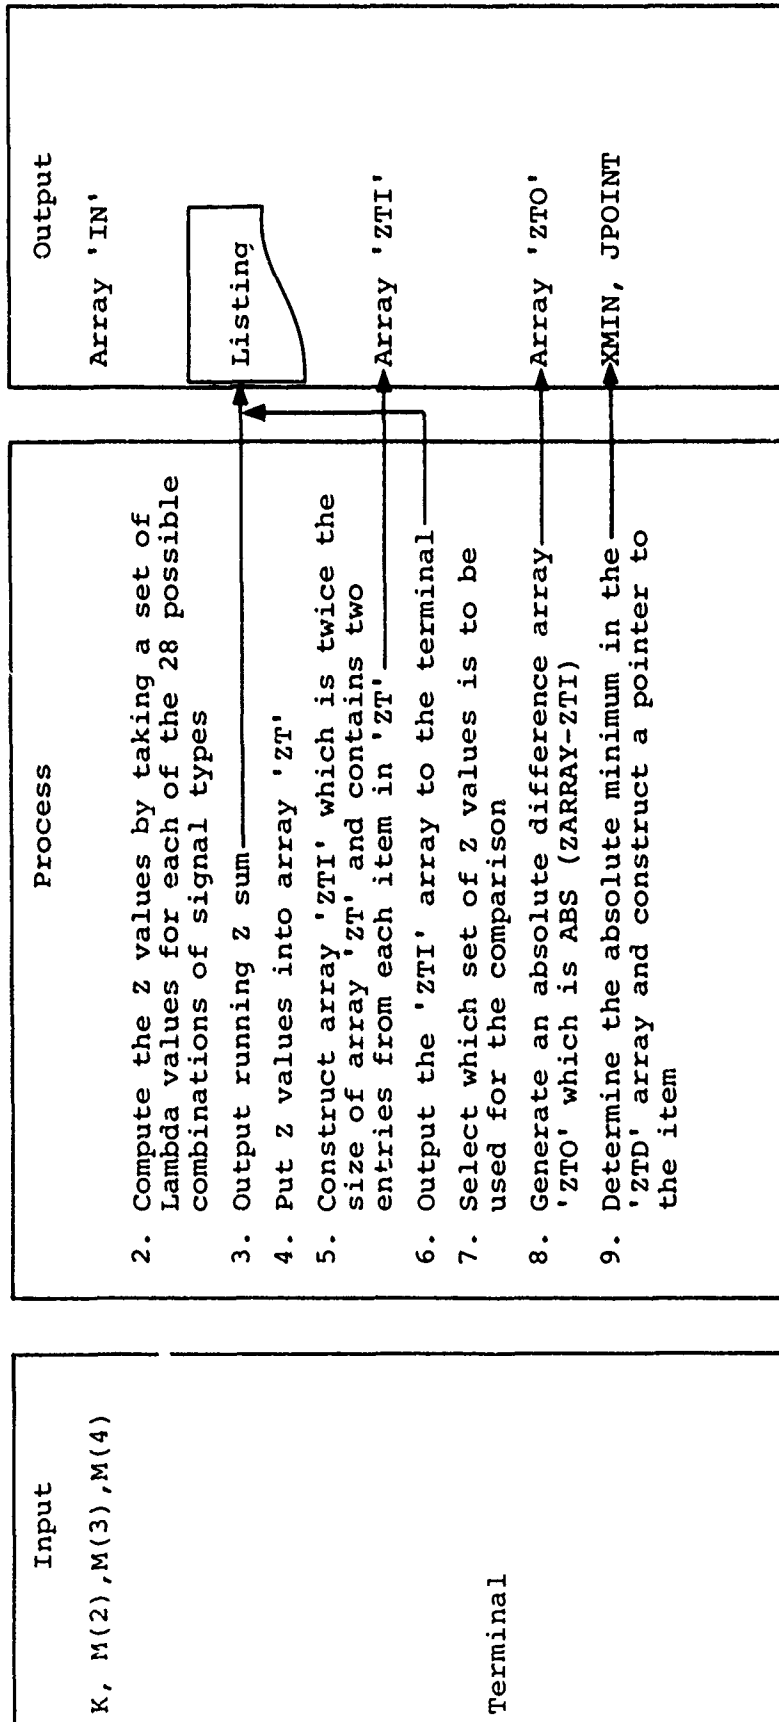 Input
K, M(2),M(3),M(4)
Terminal
Process
2. Compute the Z values by taking a set of
Lambda values for each of the 28 possible
combinations of signal types
3. Output running Z sum
4. Put Z values into array 'ZT'
5. Construct array 'ZTI' which is twice the
size of array 'ZT' and contains two
entries from each item in 'ZT'
6. Output the 'ZTI' array to the terminal
7. Select which set of Z values is to be
used for the comparison
8. Generate an absolute difference array
'ZTO' which is ABS (ZARRAY-ZTI)
9. Determine the absolute minimum in the
'ZTD' array and construct a pointer to
the item
Output
Array 'IN'
Listing
Array 'ZTI'
Array 'ZTO'
XMIN, JPOINT